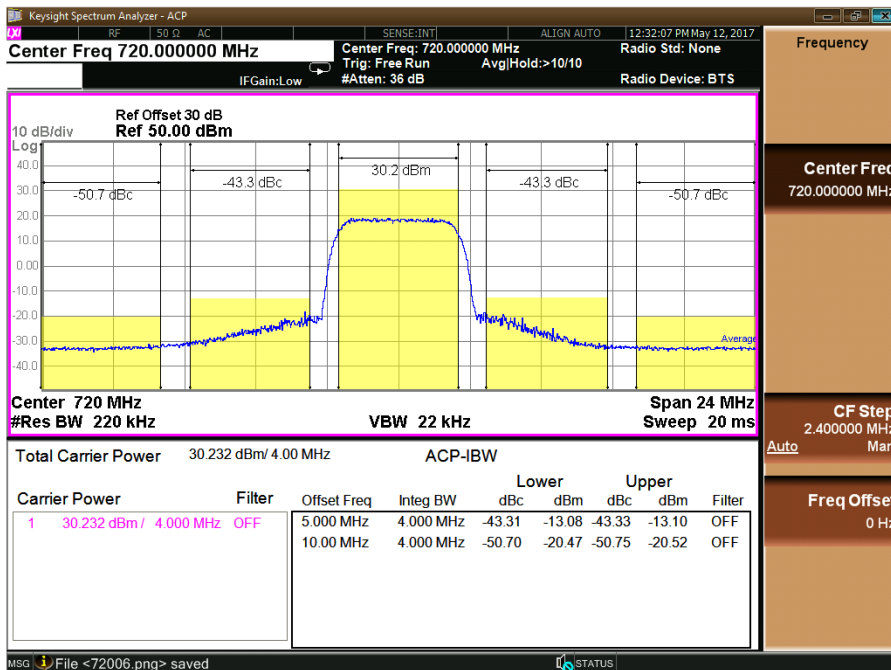 Keysight Spectrum Analyzer - ACP
LXI RF 50 Ω AC SENSE:INT ALIGN AUTO 12:32:07 PM May 12, 2017
Center Freq 720.000000 MHz
Center Freq: 720.000000 MHz Radio Std: None
Trig: Free Run Avg|Hold:>10/10
IFGain:Low #Atten: 36 dB Radio Device: BTS
Frequency
Ref Offset 30 dB
10 dB/div Ref 50.00 dBm
Log
40.0
30.0
20.0
10.0
0.00
-10.0
-20.0
-30.0
-40.0
-50.7 dBc -43.3 dBc 30.2 dBm -43.3 dBc -50.7 dBc
Average
Center 720 MHz Span 24 MHz
#Res BW 220 kHz VBW 22 kHz Sweep 20 ms
Center Freq
720.000000 MHz
CF Step
2.400000 MHz
Auto Man
Freq Offset
0 Hz
Total Carrier Power 30.232 dBm/ 4.00 MHz ACP-IBW
Lower Upper
Carrier Power Filter Offset Freq Integ BW dBc dBm dBc dBm Filter
1 30.232 dBm / 4.000 MHz OFF 5.000 MHz 4.000 MHz -43.31 -13.08 -43.33 -13.10 OFF
10.00 MHz 4.000 MHz -50.70 -20.47 -50.75 -20.52 OFF
MSG File <72006.png> saved STATUS